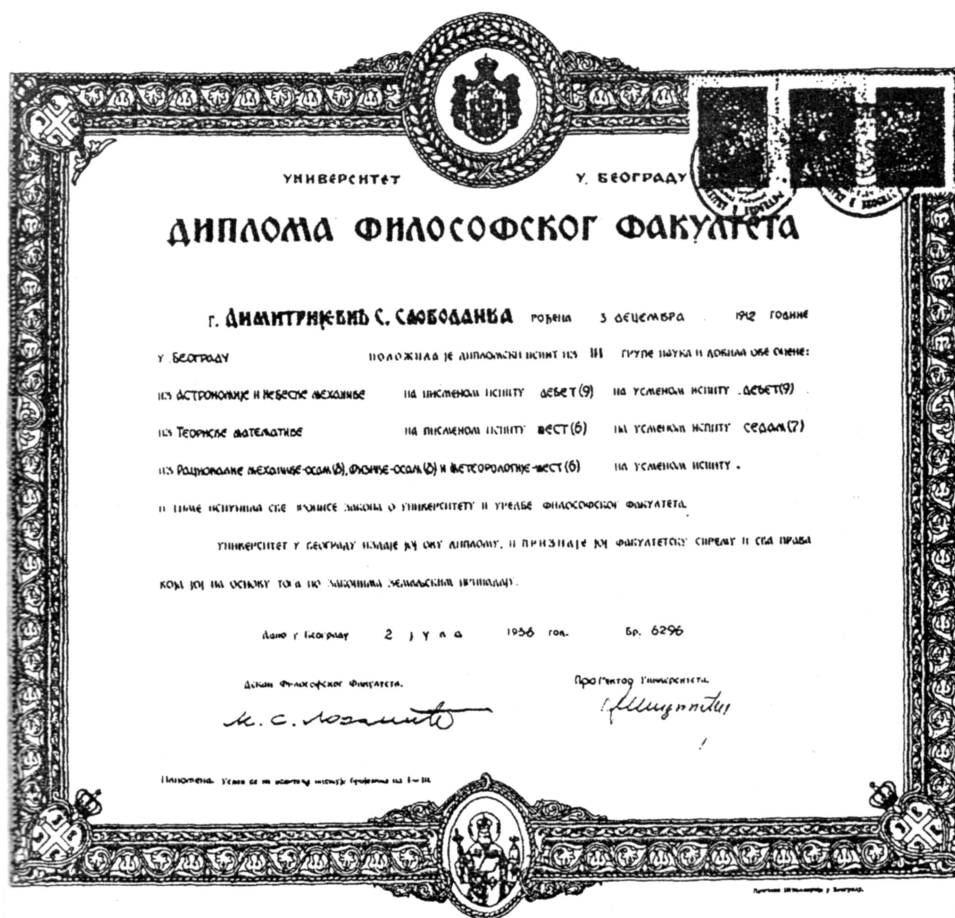 УНИВЕРСИТЕТ У БЕОГРАДУ
ДИПЛОМА ФИЛОСОФСКОГ ФАКУЛТЕТА
г. ДИМИТРИЈЕВИЋ С. СЛОБОДАНКА РОЂЕНА 3 ДЕЦЕМБРА 1912 ГОДИНЕ
У БЕОГРАДУ ПОЛОЖИЛА ЈЕ ДИПЛОМСКИ ИСПИТ ИЗ III ГРУПЕ НАУКА И ДОБИЛА ОВЕ ОЦЕНЕ:
ИЗ АСТРОНОМИЈЕ И НЕБЕСКЕ МЕХАНИКЕ НА ПИСМЕНОМ ИСПИТУ ДЕВЕТ (9) НА УСМЕНОМ ИСПИТУ ДЕВЕТ (9)
ИЗ ТЕОРИСКЕ МАТЕМАТИКЕ НА ПИСМЕНОМ ИСПИТУ ШЕСТ (6) НА УСМЕНОМ ИСПИТУ СЕДАМ (7)
ИЗ РАЦИОНАЛНЕ МЕХАНИКЕ-ОСАМ (8), ФИЗИКЕ-ОСАМ (8) И МЕТЕОРОЛОГИЈЕ-ШЕСТ (6) НА УСМЕНОМ ИСПИТУ.
И ТИМЕ ИСПУНИЛА СВЕ ПРОПИСЕ ЗАКОНА О УНИВЕРСИТЕТУ И УРЕДБЕ ФИЛОСОФСКОГ ФАКУЛТЕТА.
УНИВЕРСИТЕТ У БЕОГРАДУ ИЗДАЈЕ ЈОЈ ОВУ ДИПЛОМУ, И ПРИЗНАЈЕ ЈОЈ ФАКУЛТЕТСКУ СПРЕМУ И СВА ПРАВА
КОЈА ЈОЈ НА ОСНОВУ ТОГА ПО ЗАКОНИМА ЗЕМАЉСКИМ ПРИПАДАЈУ.
Дано у Београду 2 јула 1936 год. Бр. 6296
Декан Философског Факултета. Проректор Универзитета.
М. С. Лозанић
Напомена.